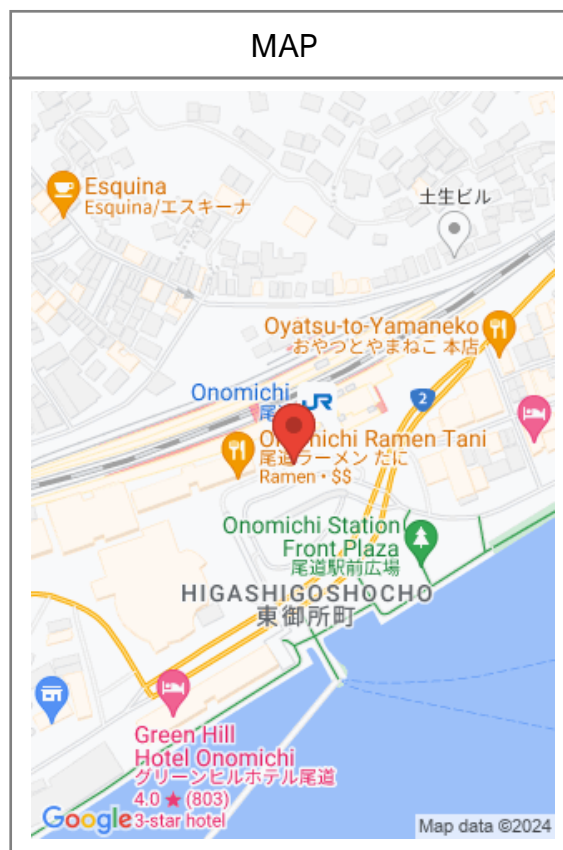 MAP
Esquina
Esquina/エスキーナ
土生ビル
Oyatsu-to-Yamaneko
おやつとやまねこ 本店
Onomichi
JR
2
Ramen Tani
尾道ラーメン だに
Ramen • $$
Onomichi Station
Front Plaza
尾道駅前広場
HIGASHIGOSHOCHO
東御所町
Green Hill
Hotel Onomichi
グリーンヒルホテル尾道
4.0 ★ (803)
3-star hotel
Google
Map data ©2024